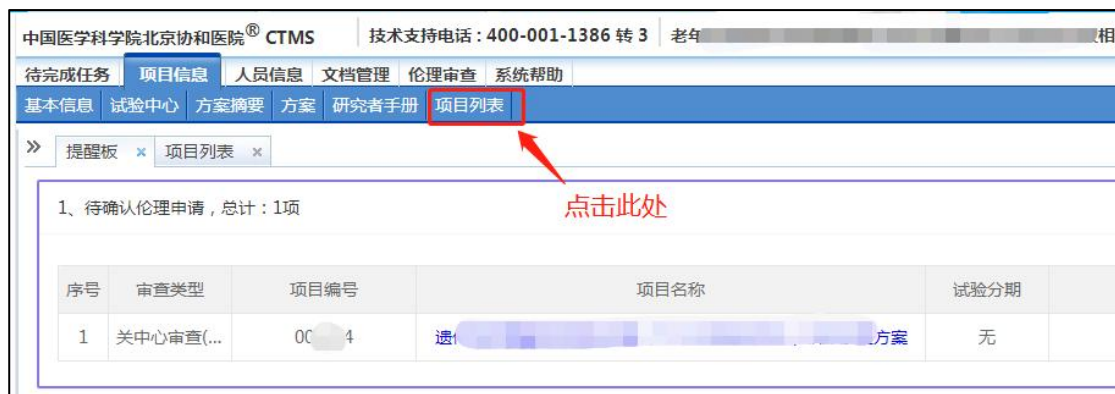 中国医学科学院北京协和医院® CTMS 技术支持电话：400-001-1386 转 3 老年 相
待完成任务 项目信息 人员信息 文档管理 伦理审查 系统帮助
基本信息 试验中心 方案摘要 方案 研究者手册 项目列表
» 提醒板 × 项目列表 ×
1、待确认伦理申请，总计：1项
点击此处
序号 审查类型 项目编号 项目名称 试验分期
1 关中心审查(... 00 4 遗 方案 无